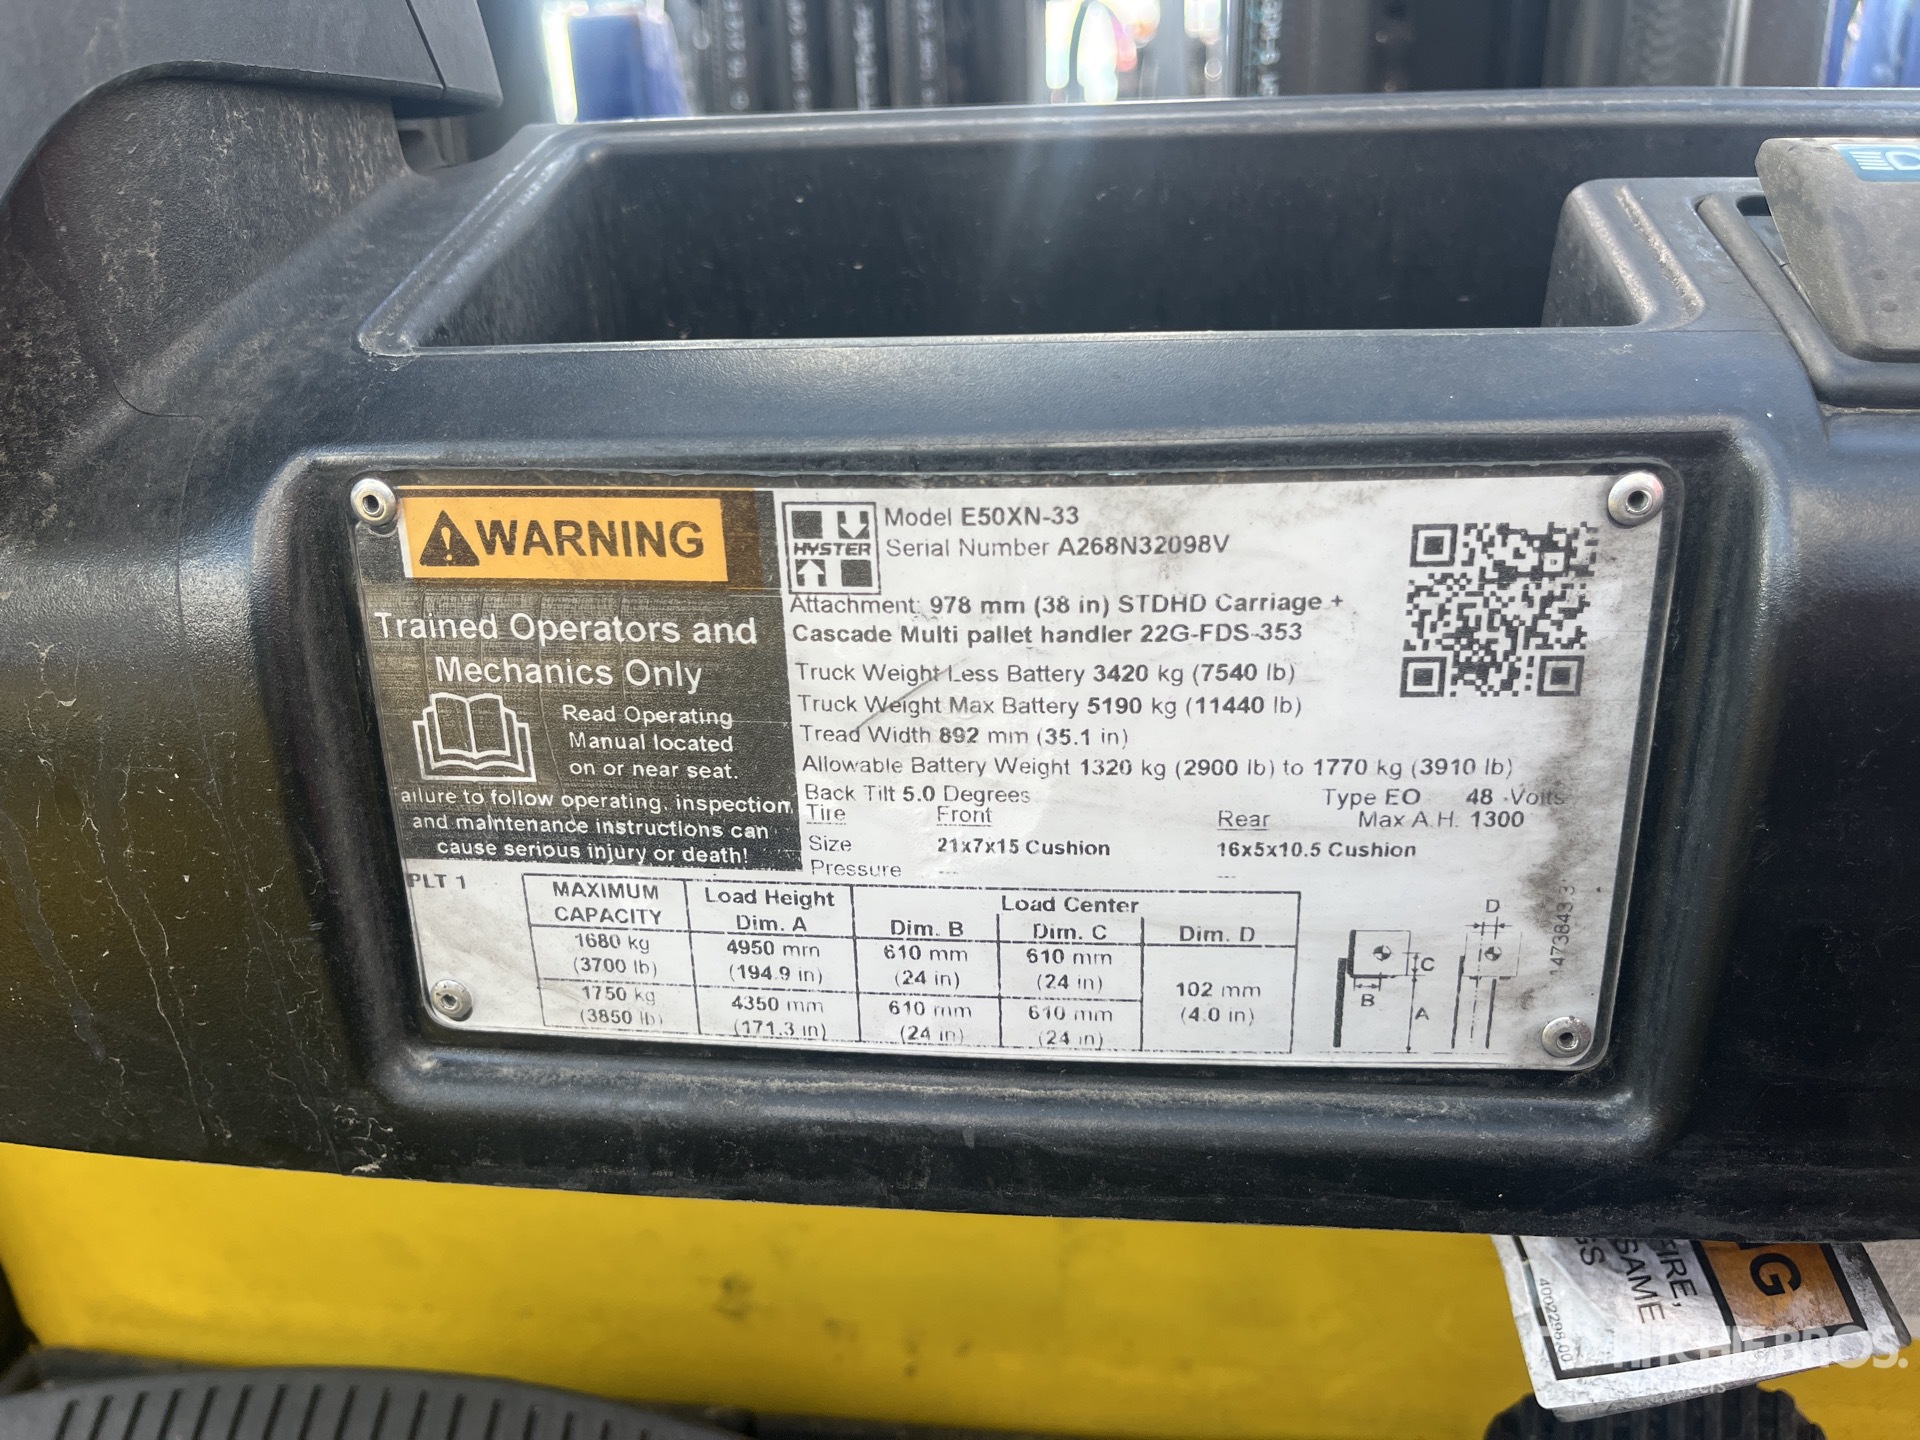 WARNING
Trained Operators and
Mechanics Only
Read Operating
Manual located
on or near seat.
ailure to follow operating, inspection
and maintenance instructions can
cause serious injury or death!
HYSTER
Model E50XN-33
Serial Number A268N32098V
Attachment: 978 mm (38 in) STDHD Carriage +
Cascade Multi pallet handler 22G-FDS-353
Truck Weight Less Battery 3420 kg (7540 lb)
Truck Weight Max Battery 5190 kg (11440 lb)
Tread Width 892 mm (35.1 in)
Allowable Battery Weight 1320 kg (2900 lb) to 1770 kg (3910 lb)
Back Tilt 5.0 Degrees Type EO 48 -Volts
Tire Front Rear Max A.H. 1300
Size 21x7x15 Cushion 16x5x10.5 Cushion
Pressure --- ---
PLT 1
MAXIMUM CAPACITY Load Height Dim. A Load Center
Dim. B Dim. C Dim. D
1680 kg 4950 mm 610 mm 610 mm
(3700 lb) (194.9 in) (24 in) (24 in)
102 mm
(4.0 in)
1750 kg 4350 mm 610 mm 610 mm
(3850 lb) (171.3 in) (24 in) (24 in)
D
C
B
A
NG
FIRE,
SAME
GS
RITCHIE BROS.